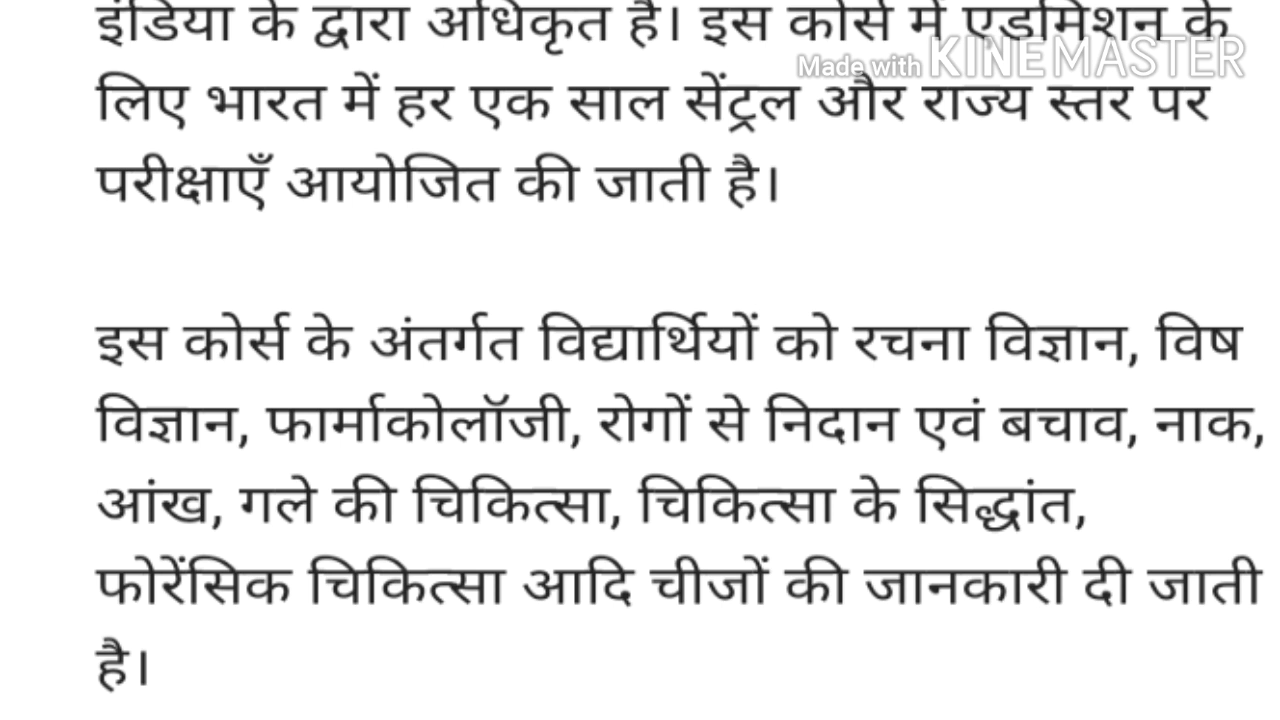 इंडिया के द्वारा अधिकृत है। इस कोर्स में एडमिशन के
Made with KINEMASTER
लिए भारत में हर एक साल सेंट्रल और राज्य स्तर पर
परीक्षाएँ आयोजित की जाती है।
इस कोर्स के अंतर्गत विद्यार्थियों को रचना विज्ञान, विष
विज्ञान, फार्माकोलॉजी, रोगों से निदान एवं बचाव, नाक,
आंख, गले की चिकित्सा, चिकित्सा के सिद्धांत,
फोरेंसिक चिकित्सा आदि चीजों की जानकारी दी जाती
है।